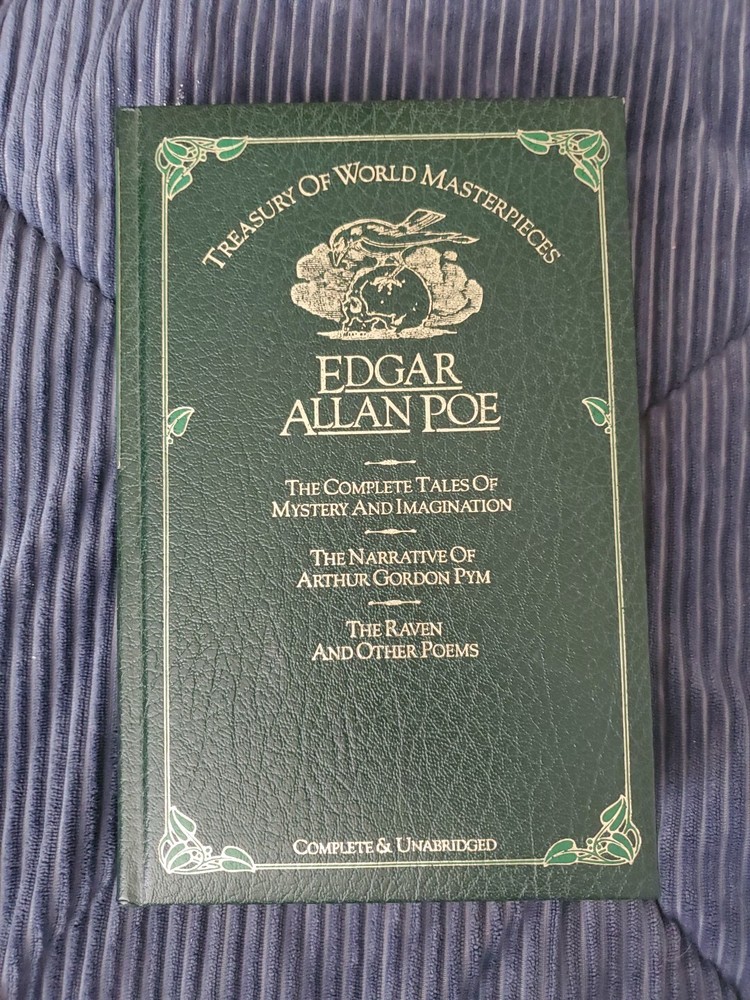 Treasury Of World Masterpieces
Edgar
Allan Poe
The Complete Tales Of
Mystery And Imagination
The Narrative Of
Arthur Gordon Pym
The Raven
And Other Poems
Complete & Unabridged